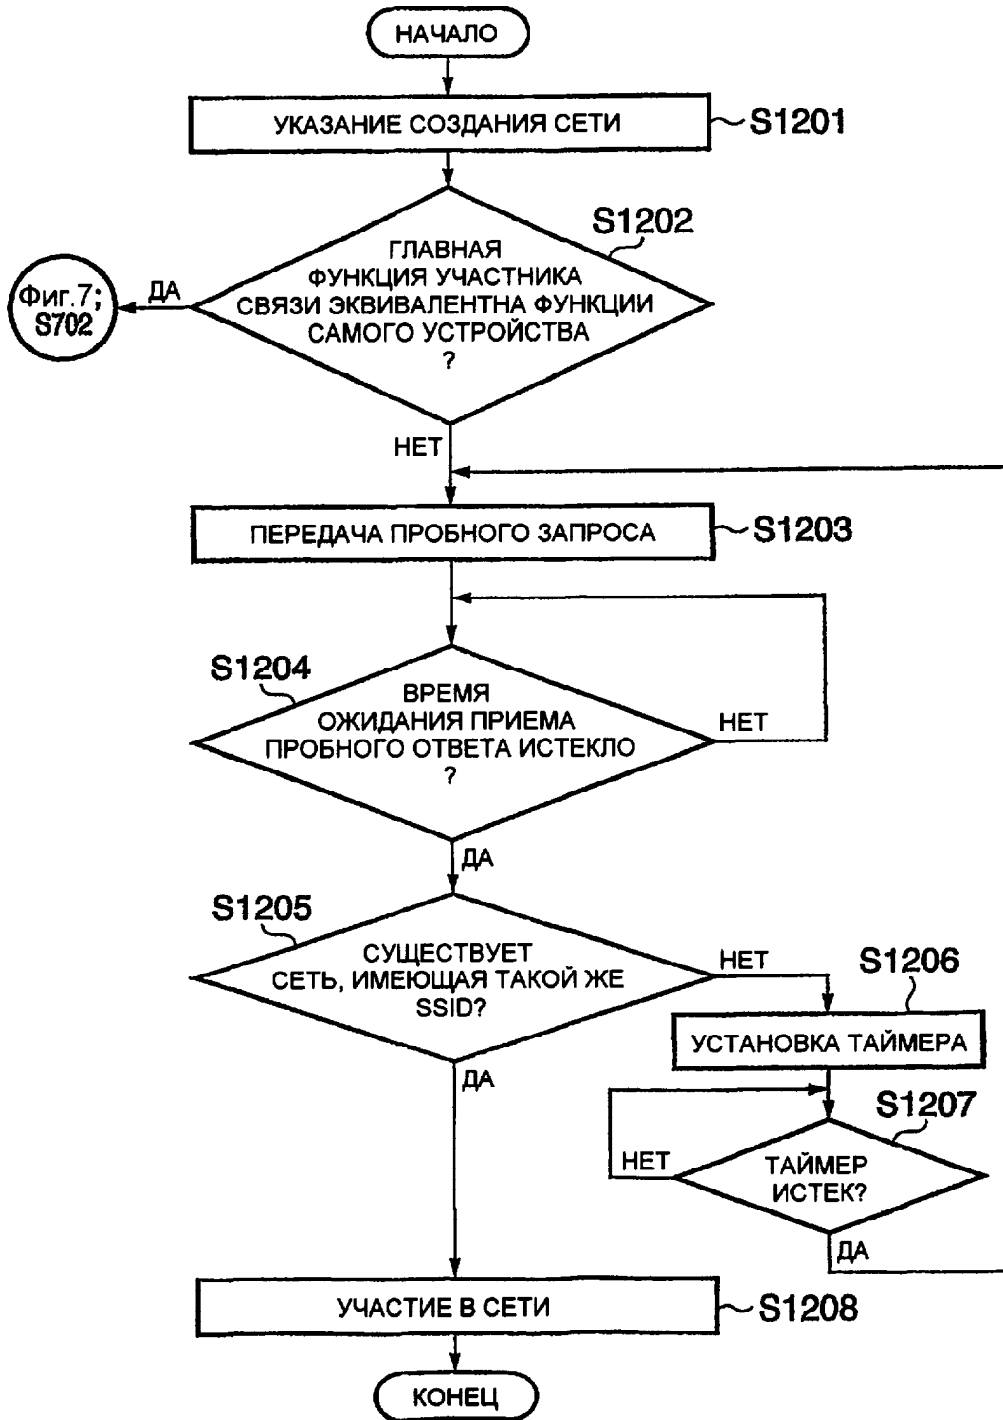 НАЧАЛО
УКАЗАНИЕ СОЗДАНИЯ СЕТИ
S1201
S1202
ГЛАВНАЯ
ФУНКЦИЯ УЧАСТНИКА
СВЯЗИ ЭКВИВАЛЕНТНА ФУНКЦИИ
САМОГО УСТРОЙСТВА
?
ДА
Фиг.7;
S702
НЕТ
ПЕРЕДАЧА ПРОБНОГО ЗАПРОСА
S1203
S1204
ВРЕМЯ
ОЖИДАНИЯ ПРИЕМА
ПРОБНОГО ОТВЕТА ИСТЕКЛО
?
НЕТ
ДА
S1205
СУЩЕСТВУЕТ
СЕТЬ, ИМЕЮЩАЯ ТАКОЙ ЖЕ
SSID?
НЕТ
S1206
УСТАНОВКА ТАЙМЕРА
ДА
S1207
НЕТ
ТАЙМЕР
ИСТЕК?
ДА
УЧАСТИЕ В СЕТИ
S1208
КОНЕЦ